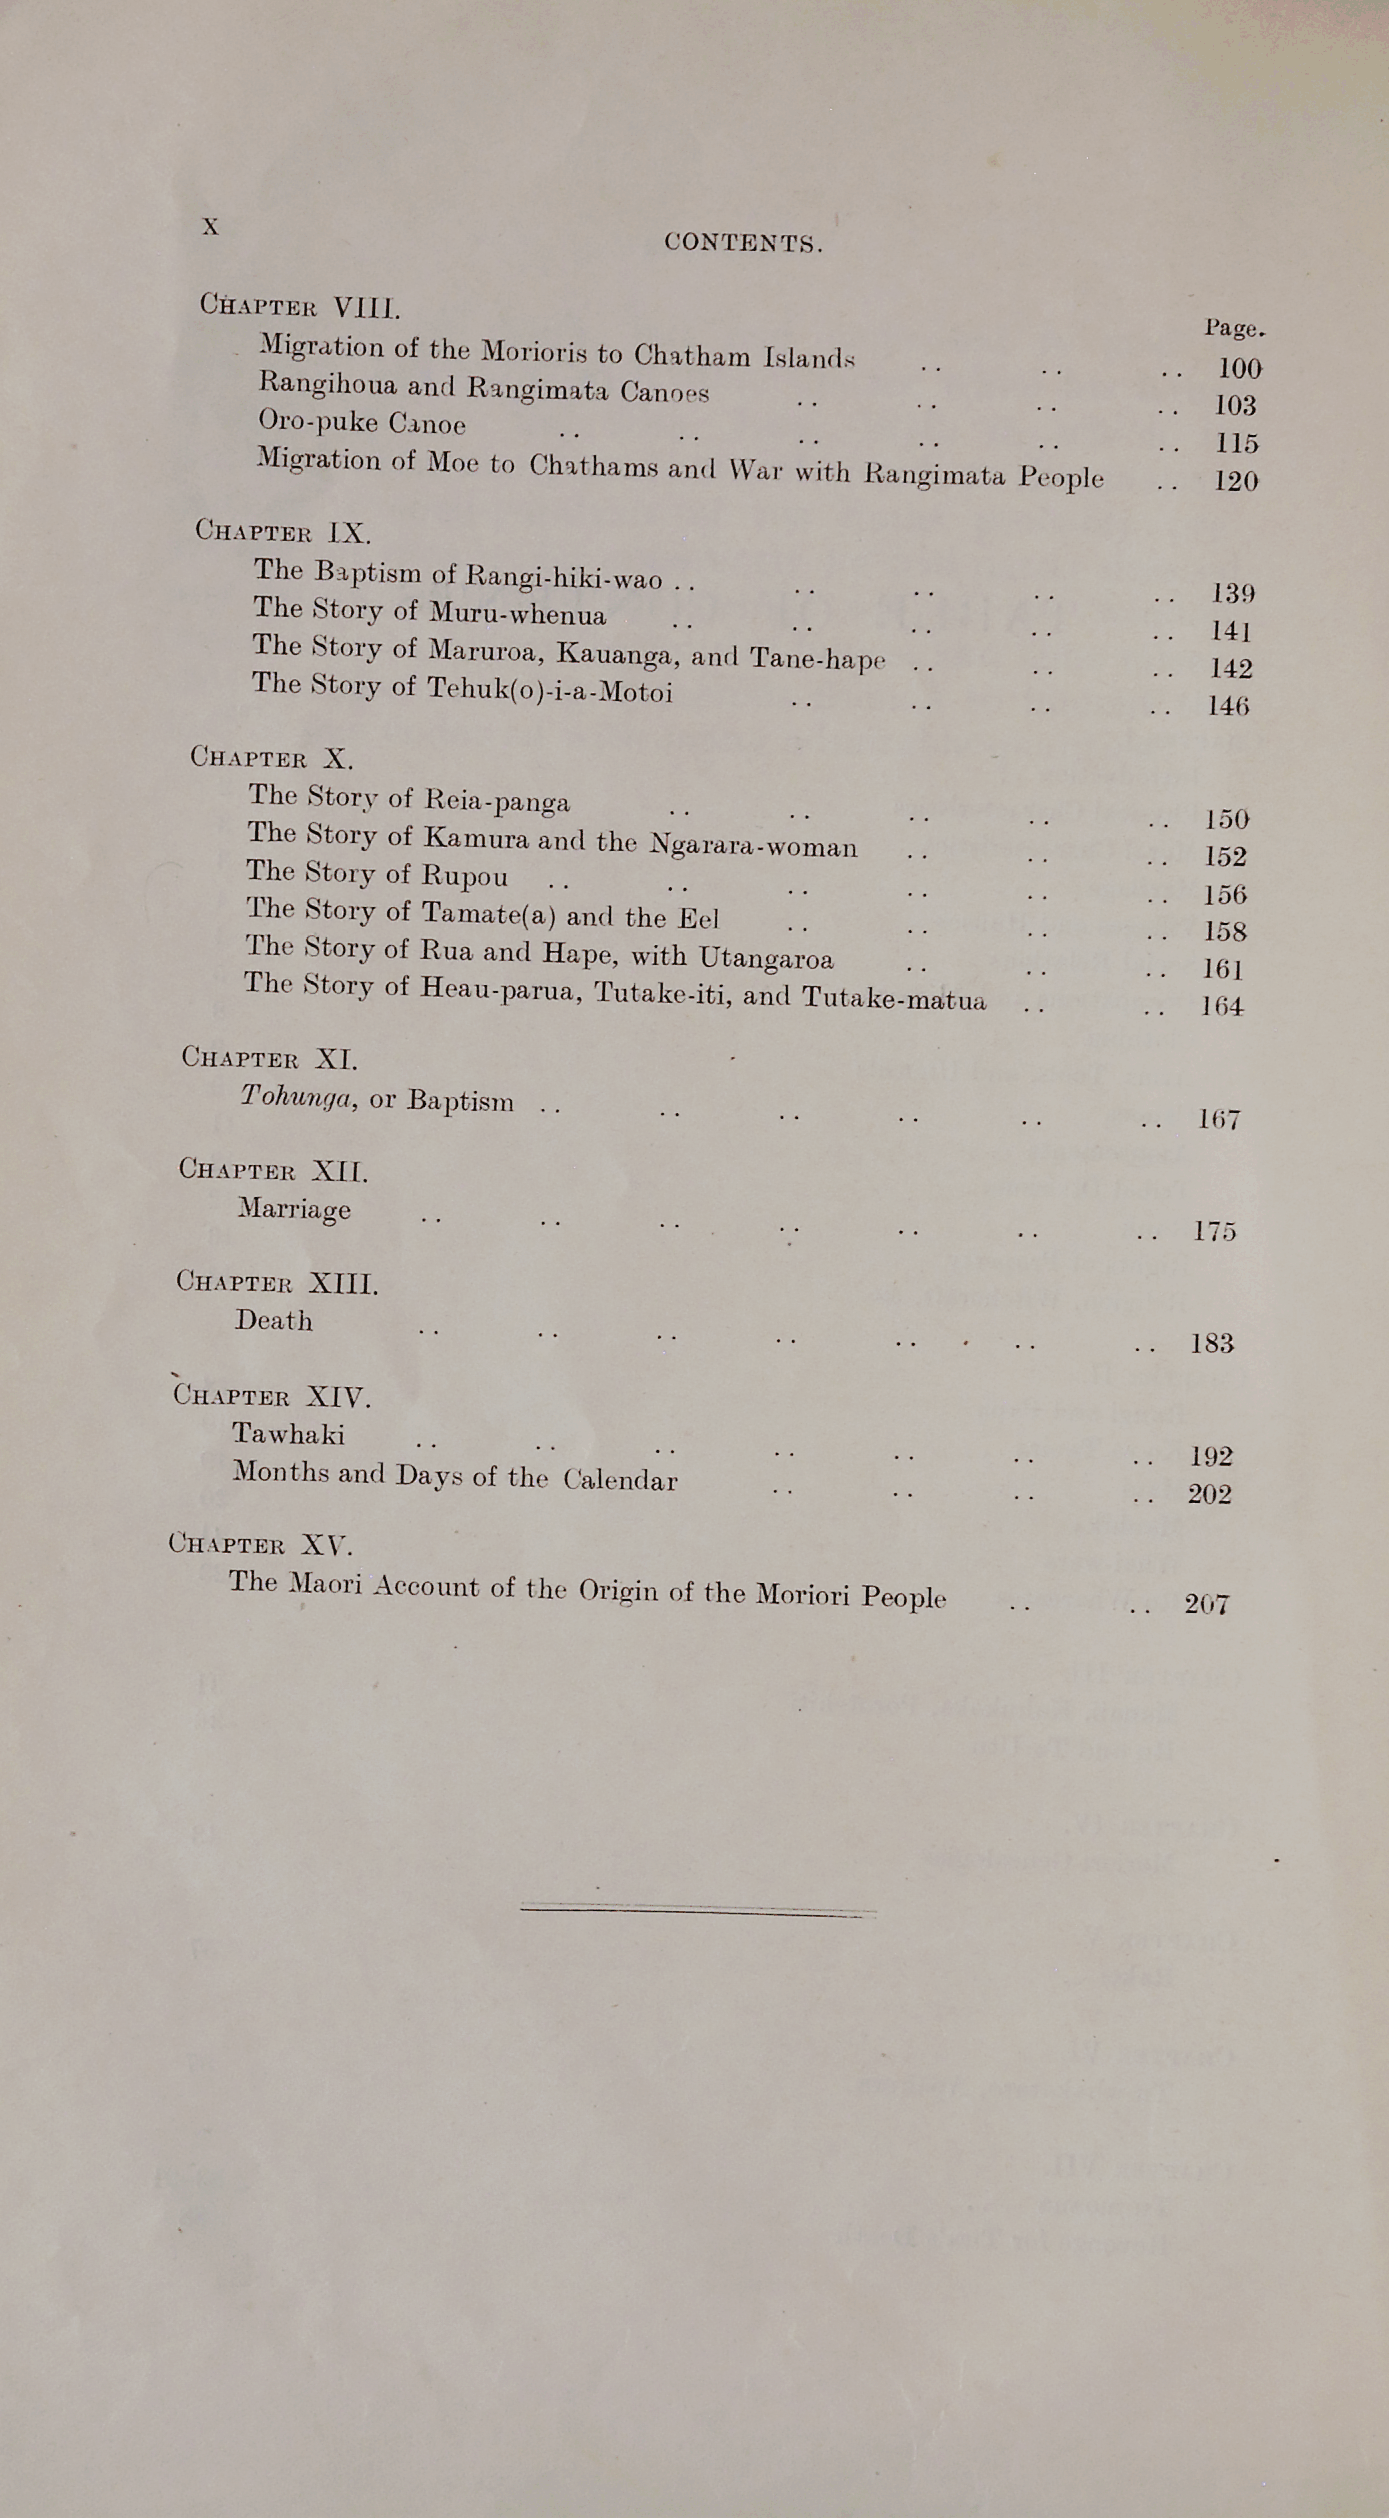 X
CONTENTS.
CHAPTER VIII.
Page.
Migration of the Morioris to Chatham Islands .. .. .. 100
Rangihoua and Rangimata Canoes .. .. .. .. 103
Oro-puke Canoe .. .. .. .. .. .. 115
Migration of Moe to Chathams and War with Rangimata People .. 120
CHAPTER IX.
The Baptism of Rangi-hiki-wao .. .. .. .. .. 139
The Story of Muru-whenua .. .. .. .. .. 141
The Story of Maruroa, Kauanga, and Tane-hape .. .. .. 142
The Story of Tehuk(o)-i-a-Motoi .. .. .. .. 146
CHAPTER X.
The Story of Reia-panga .. .. .. .. .. 150
The Story of Kamura and the Ngarara-woman .. .. .. 152
The Story of Rupou .. .. .. .. .. .. 156
The Story of Tamate(a) and the Eel .. .. .. .. 158
The Story of Rua and Hape, with Utangaroa .. .. .. 161
The Story of Heau-parua, Tutake-iti, and Tutake-matua .. .. 164
CHAPTER XI.
Tohunga, or Baptism .. .. .. .. .. .. 167
CHAPTER XII.
Marriage .. .. .. .. .. .. .. 175
CHAPTER XIII.
Death .. .. .. .. .. .. .. 183
CHAPTER XIV.
Tawhaki .. .. .. .. .. .. .. 192
Months and Days of the Calendar .. .. .. .. 202
CHAPTER XV.
The Maori Account of the Origin of the Moriori People .. .. 207